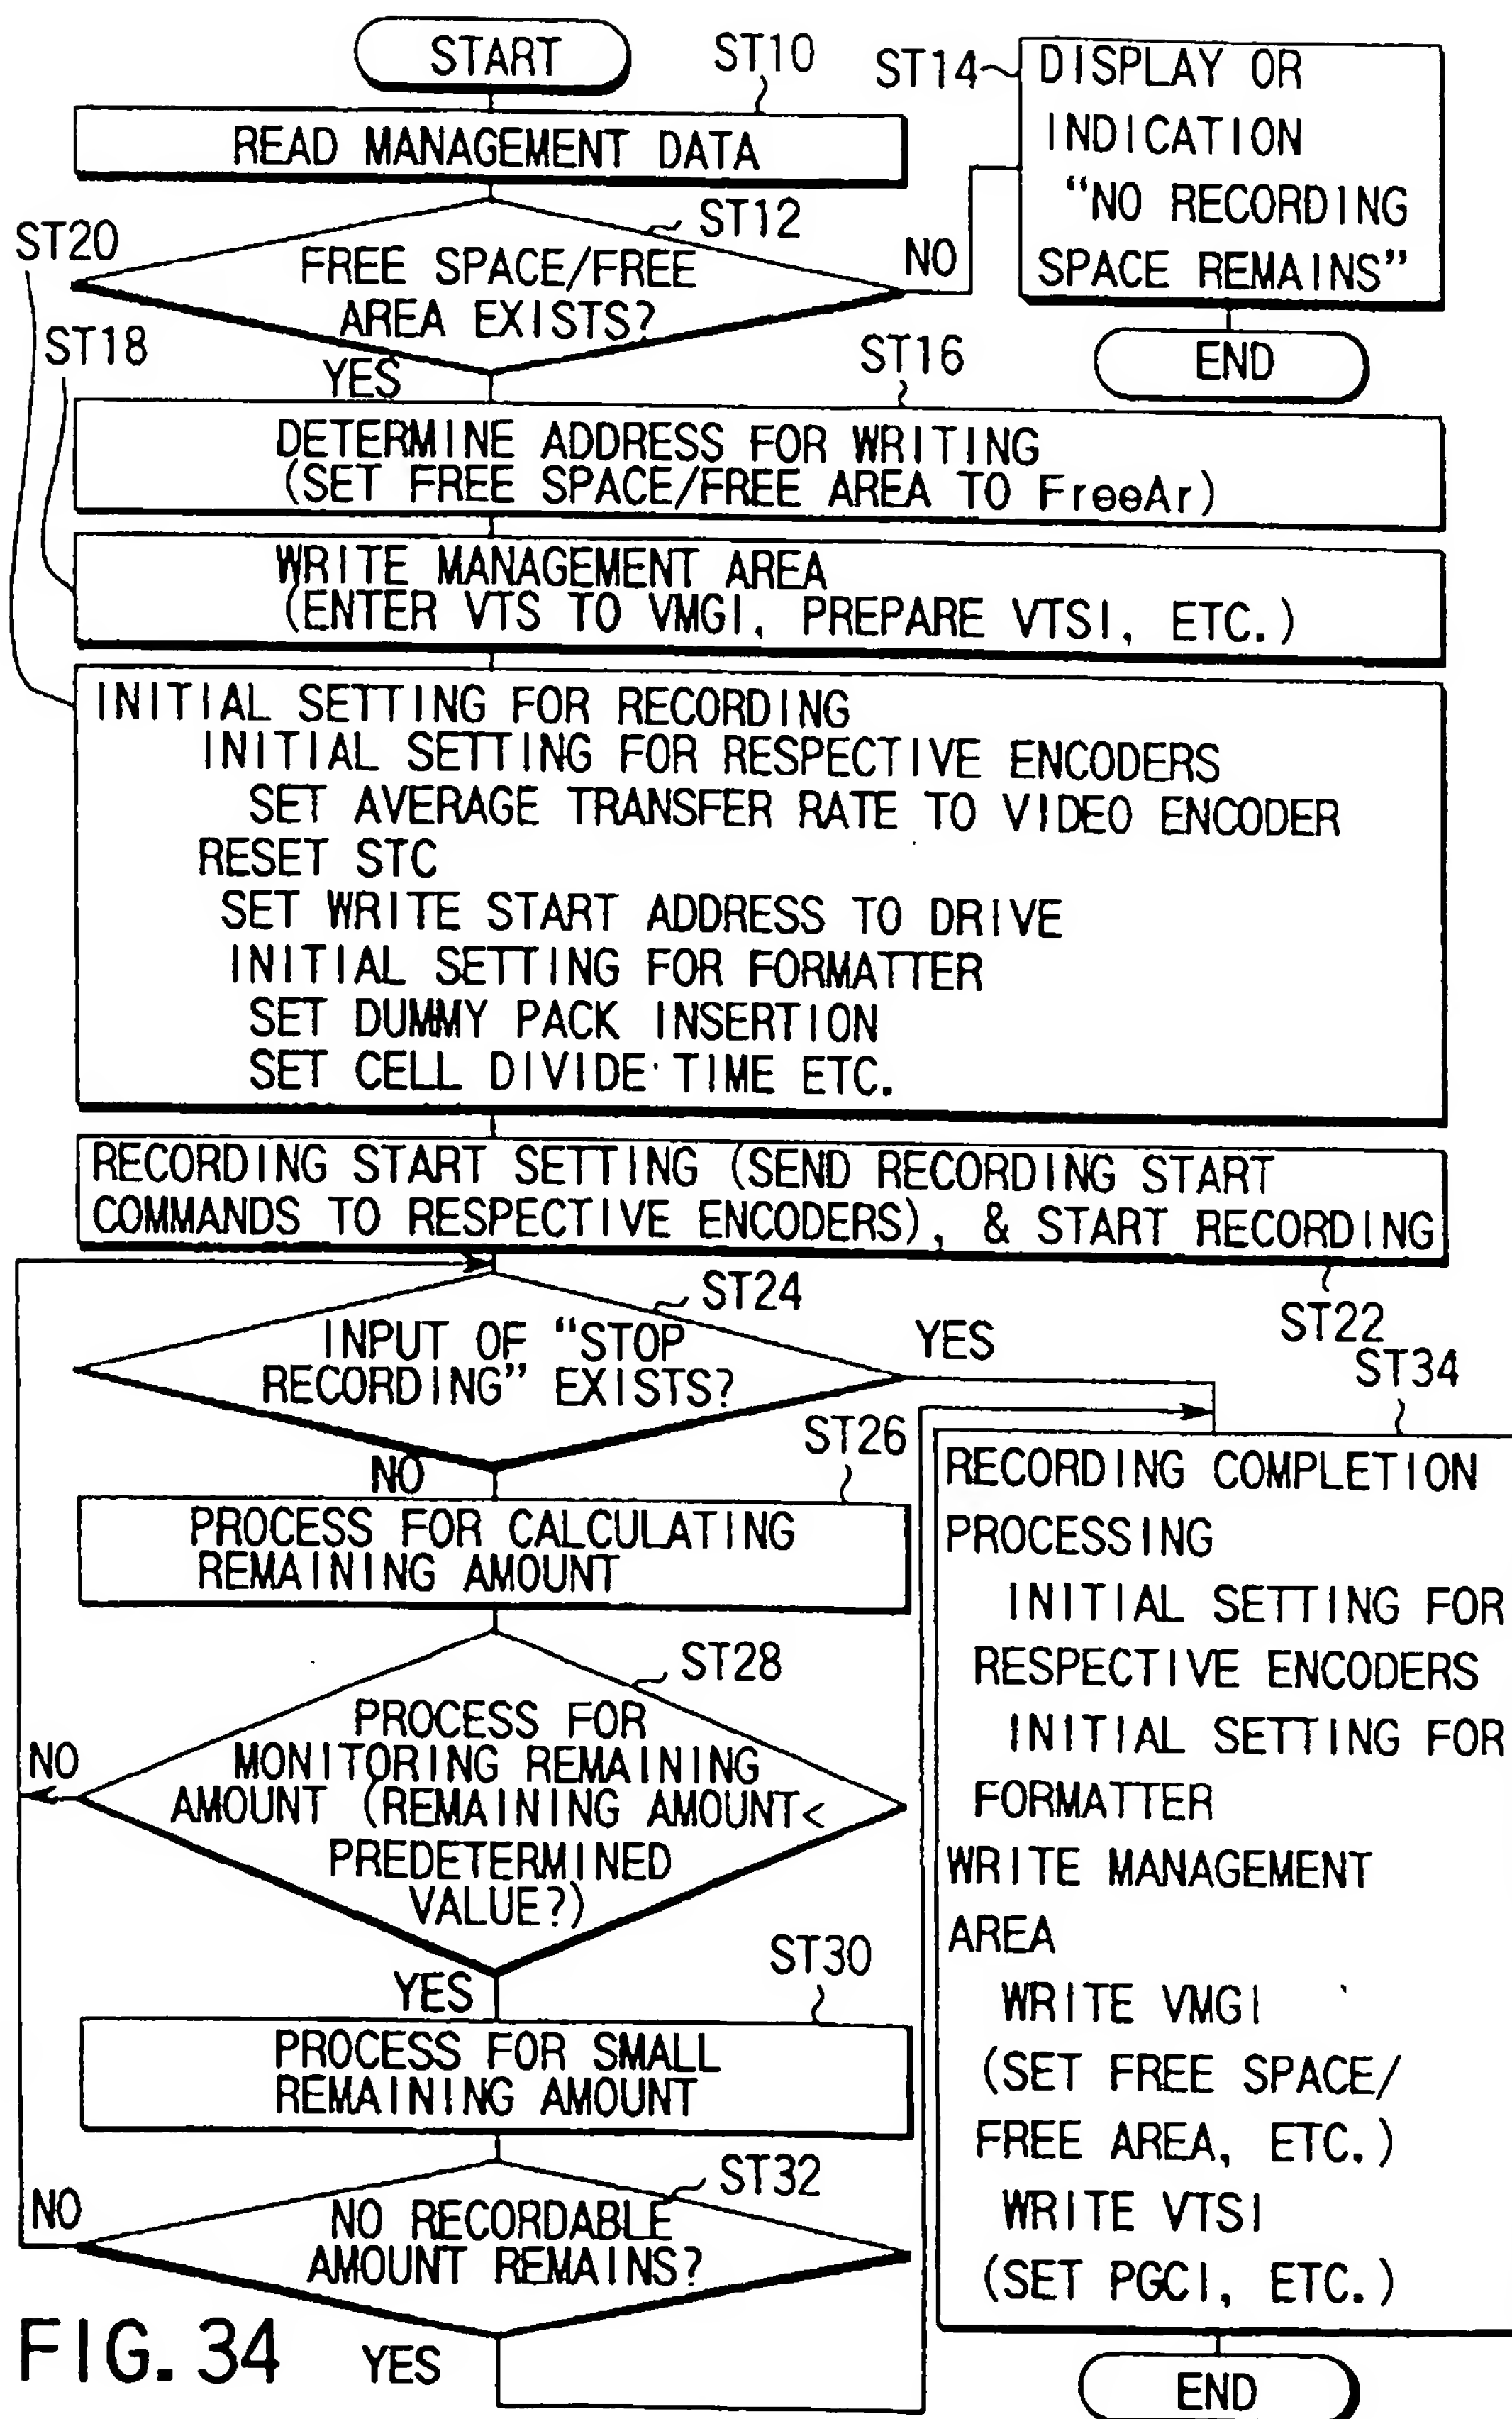 START
ST10
READ MANAGEMENT DATA
ST12
FREE SPACE/FREE
AREA EXISTS?
NO
ST14
DISPLAY OR
INDICATION
“NO RECORDING
SPACE REMAINS”
END
YES
ST16
DETERMINE ADDRESS FOR WRITING
(SET FREE SPACE/FREE AREA TO FreeAr)
ST18
WRITE MANAGEMENT AREA
(ENTER VTS TO VMGI, PREPARE VTSI, ETC.)
ST20
INITIAL SETTING FOR RECORDING
INITIAL SETTING FOR RESPECTIVE ENCODERS
SET AVERAGE TRANSFER RATE TO VIDEO ENCODER
RESET STC
SET WRITE START ADDRESS TO DRIVE
INITIAL SETTING FOR FORMATTER
SET DUMMY PACK INSERTION
SET CELL DIVIDE TIME ETC.
RECORDING START SETTING (SEND RECORDING START
COMMANDS TO RESPECTIVE ENCODERS), & START RECORDING
ST22
ST24
INPUT OF “STOP
RECORDING” EXISTS?
YES
NO
ST26
PROCESS FOR CALCULATING
REMAINING AMOUNT
ST28
PROCESS FOR
MONITORING REMAINING
AMOUNT (REMAINING AMOUNT<
PREDETERMINED
VALUE?)
NO
YES
ST30
PROCESS FOR SMALL
REMAINING AMOUNT
ST32
NO RECORDABLE
AMOUNT REMAINS?
NO
YES
ST34
RECORDING COMPLETION
PROCESSING
INITIAL SETTING FOR
RESPECTIVE ENCODERS
INITIAL SETTING FOR
FORMATTER
WRITE MANAGEMENT
AREA
WRITE VMGI
(SET FREE SPACE/
FREE AREA, ETC.)
WRITE VTSI
(SET PGCI, ETC.)
END
FIG. 34